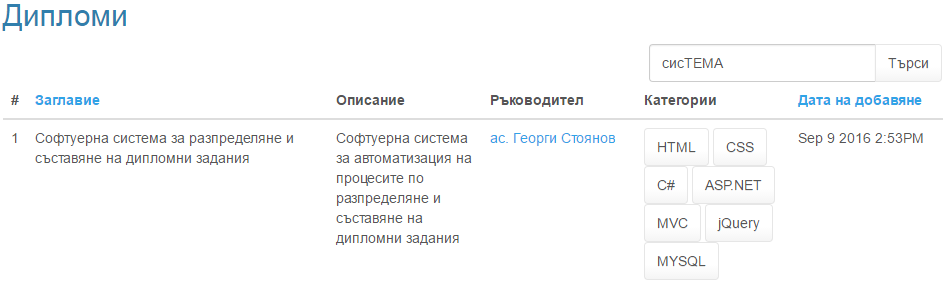 Дипломи
сисТЕМА Търси
# Заглавие Описание Ръководител Категории Дата на добавяне
1 Софтуерна система за разпределяне и съставяне на дипломни задания
Софтуерна система
за автоматизация на
процесите по
разпределяне и
съставяне на
дипломни задания
ас. Георги Стоянов
HTML CSS
C# ASP.NET
MVC jQuery
MYSQL
Sep 9 2016 2:53PM